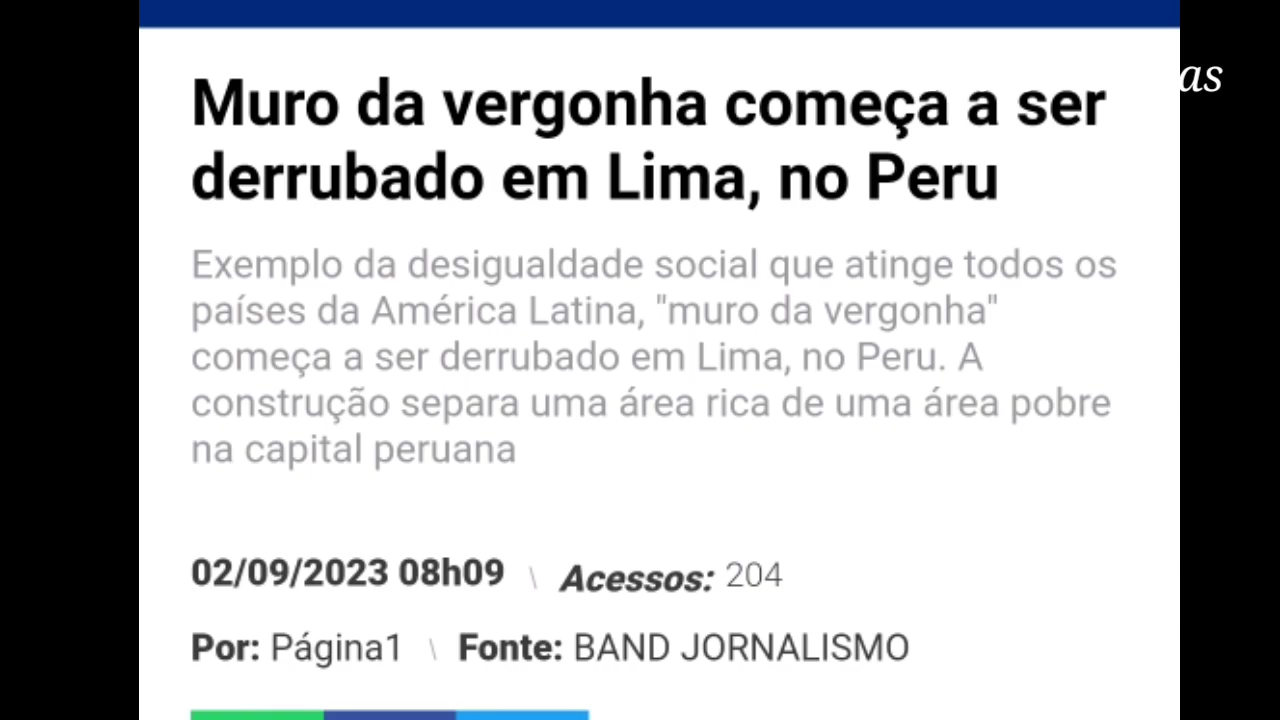 as
Muro da vergonha começa a ser
derrubado em Lima, no Peru
Exemplo da desigualdade social que atinge todos os
países da América Latina, "muro da vergonha"
começa a ser derrubado em Lima, no Peru. A
construção separa uma área rica de uma área pobre
na capital peruana
02/09/2023 08h09 \ Acessos: 204
Por: Página1 \ Fonte: BAND JORNALISMO